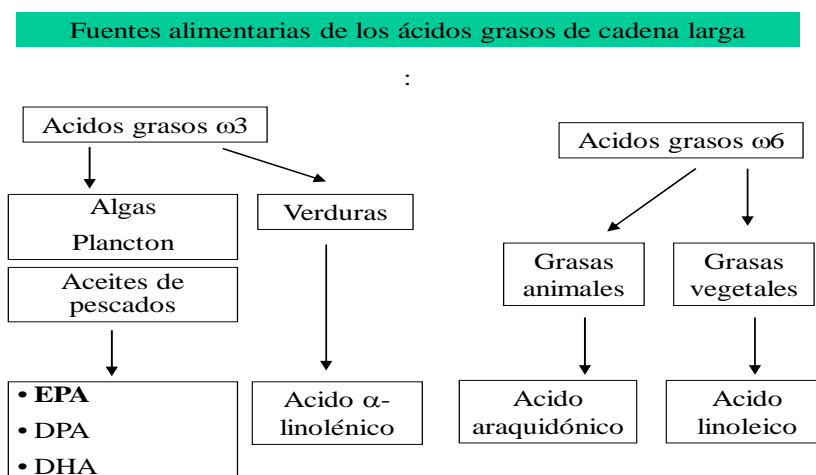 Fuentes alimentarias de los ácidos grasos de cadena larga
:
Acidos grasos ω3
Acidos grasos ω6
Algas
Plancton
Verduras
Aceites de
pescados
Grasas
animales
Grasas
vegetales
• EPA
• DPA
• DHA
Acido α-
linolénico
Acido
araquidónico
Acido
linoleico